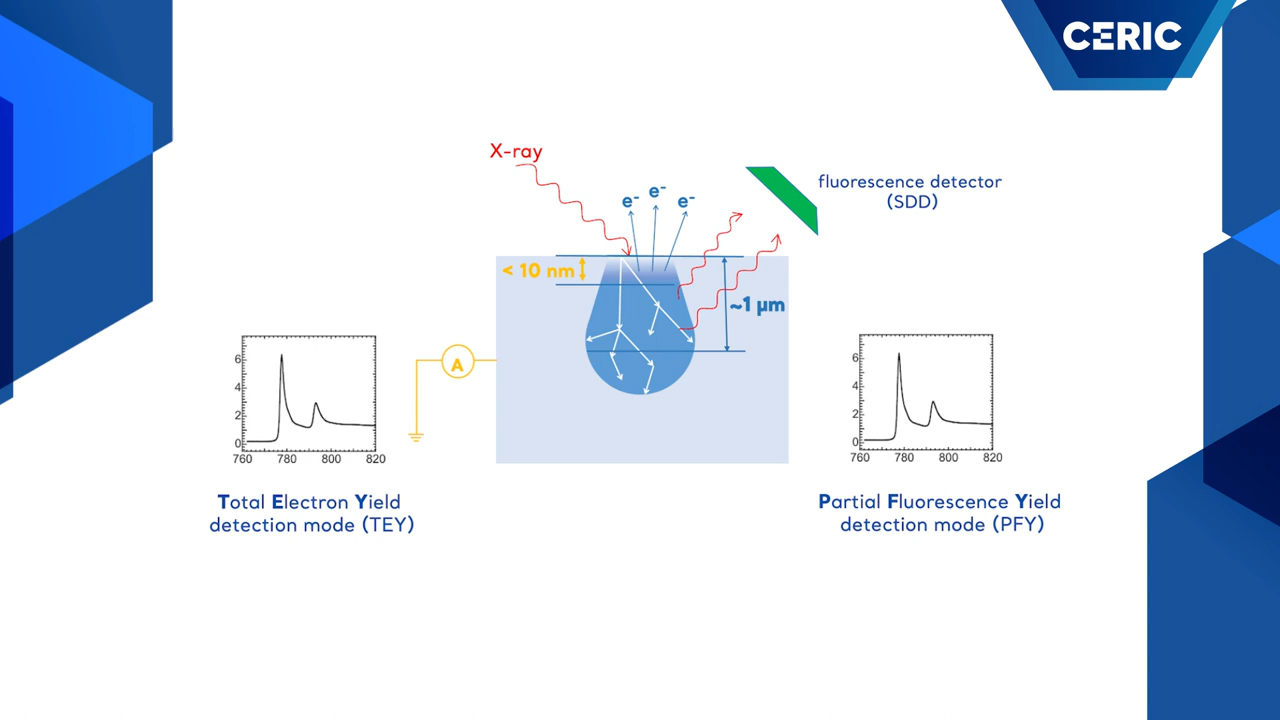 CERIC
X-ray
e⁻
e⁻
e⁻
fluorescence detector
(SDD)
< 10 nm
~1 µm
A
6
4
2
0
760 780 800 820
Total Electron Yield
detection mode (TEY)
6
4
2
0
760 780 800 820
Partial Fluorescence Yield
detection mode (PFY)